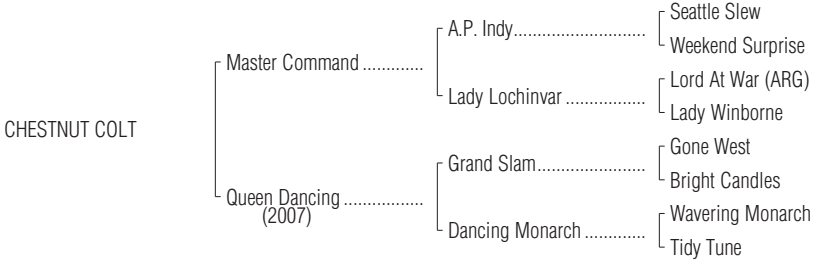 Seattle Slew
A.P. Indy.............................
Weekend Surprise
Master Command .............
Lord At War (ARG)
Lady Lochinvar .................
Lady Winborne
CHESTNUT COLT
Gone West
Grand Slam.......................
Bright Candles
Queen Dancing .................
(2007)
Wavering Monarch
Dancing Monarch .............
Tidy Tune